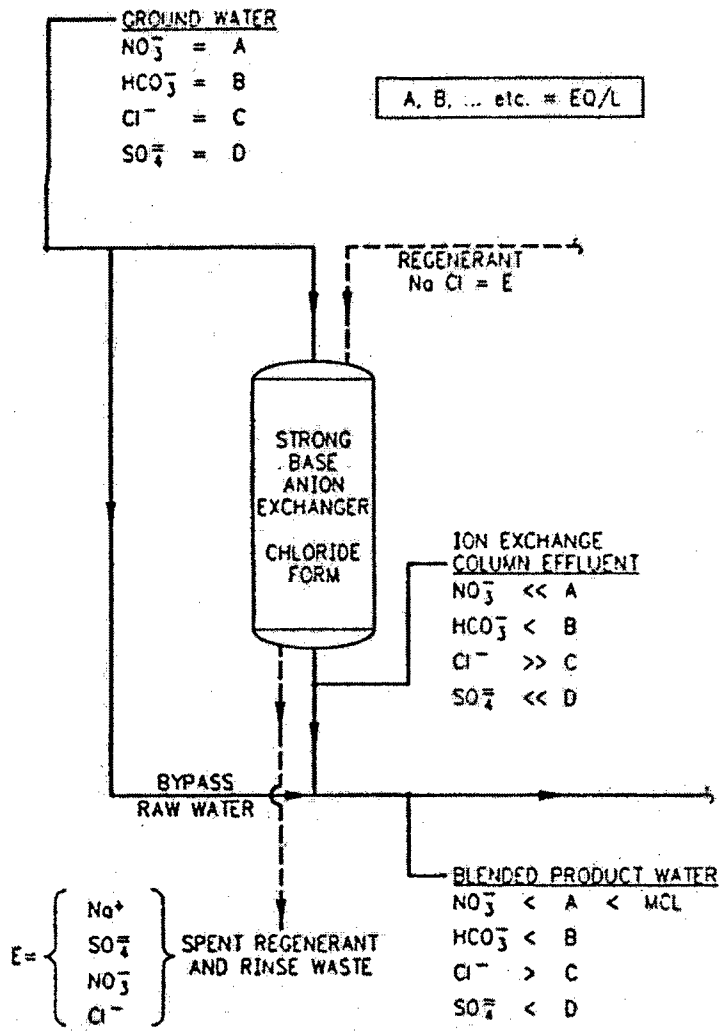 GROUND WATER
NO₃⁻ = A
HCO₃⁻ = B
Cl⁻ = C
SO₄⁼ = D
A, B, ... etc. = EQ/L
REGENERANT
Na Cl = E
STRONG
BASE
ANION
EXCHANGER
CHLORIDE
FORM
ION EXCHANGE
COLUMN EFFLUENT
NO₃⁻ << A
HCO₃⁻ < B
Cl⁻ >> C
SO₄⁼ << D
BYPASS
RAW WATER
BLENDED PRODUCT WATER
NO₃⁻ < A < MCL
HCO₃⁻ < B
Cl⁻ > C
SO₄⁼ < D
E =
Na⁺
SO₄⁼
NO₃⁻
Cl⁻
SPENT REGENERANT
AND RINSE WASTE